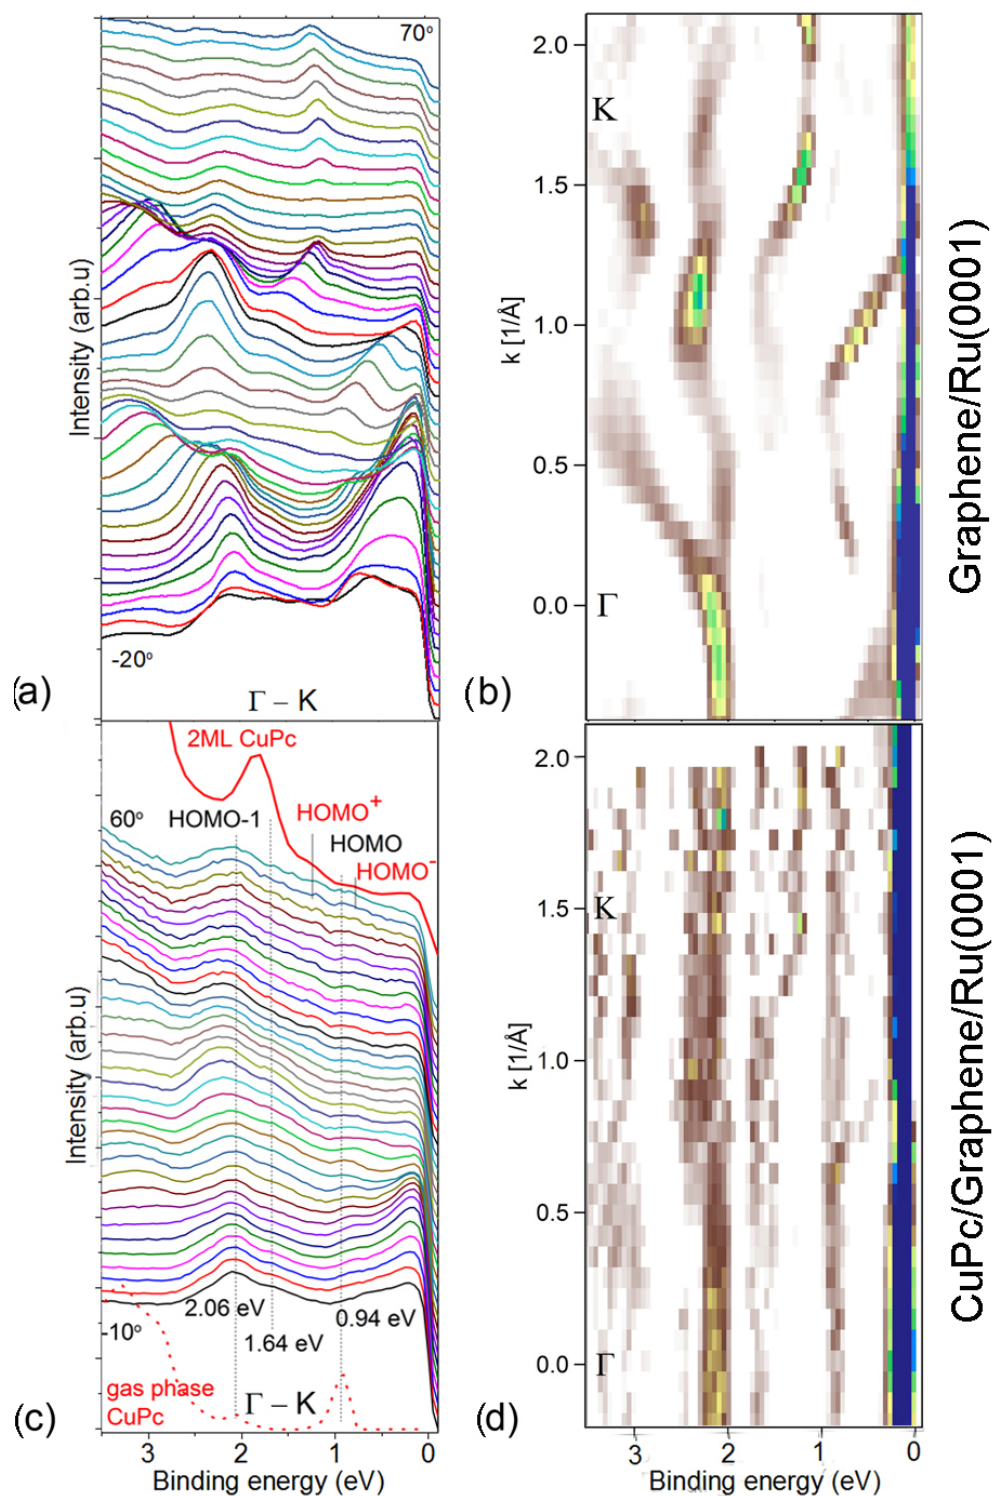 (a)
70°
Intensity (arb.u)
-20°
Γ – K
(b)
2.0
K
1.5
k [1/Å]
1.0
0.5
0.0
Γ
Graphene/Ru(0001)
(c)
2ML CuPc
60°
HOMO-1
HOMO+
HOMO
HOMO-
Intensity (arb.u)
2.06 eV
1.64 eV
0.94 eV
-10°
gas phase
CuPc
Γ – K
3 2 1 0
Binding energy (eV)
(d)
2.0
K
1.5
k [1/Å]
1.0
0.5
0.0
Γ
3 2 1 0
Binding energy (eV)
CuPc/Graphene/Ru(0001)